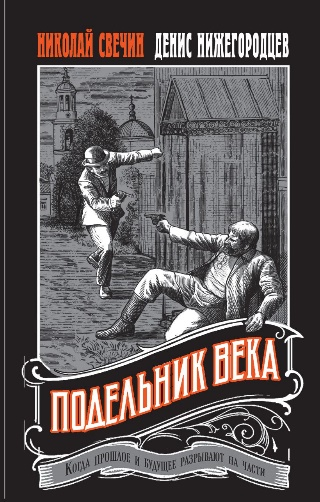 НИКОЛАЙ СВЕЧИН ДЕНИС НИЖЕГОРОДЦЕВ
ПОДЕЛЬНИК ВЕКА
КОГДА ПРОШЛОЕ И БУДУЩЕЕ РАЗРЫВАЮТ НА ЧАСТИ